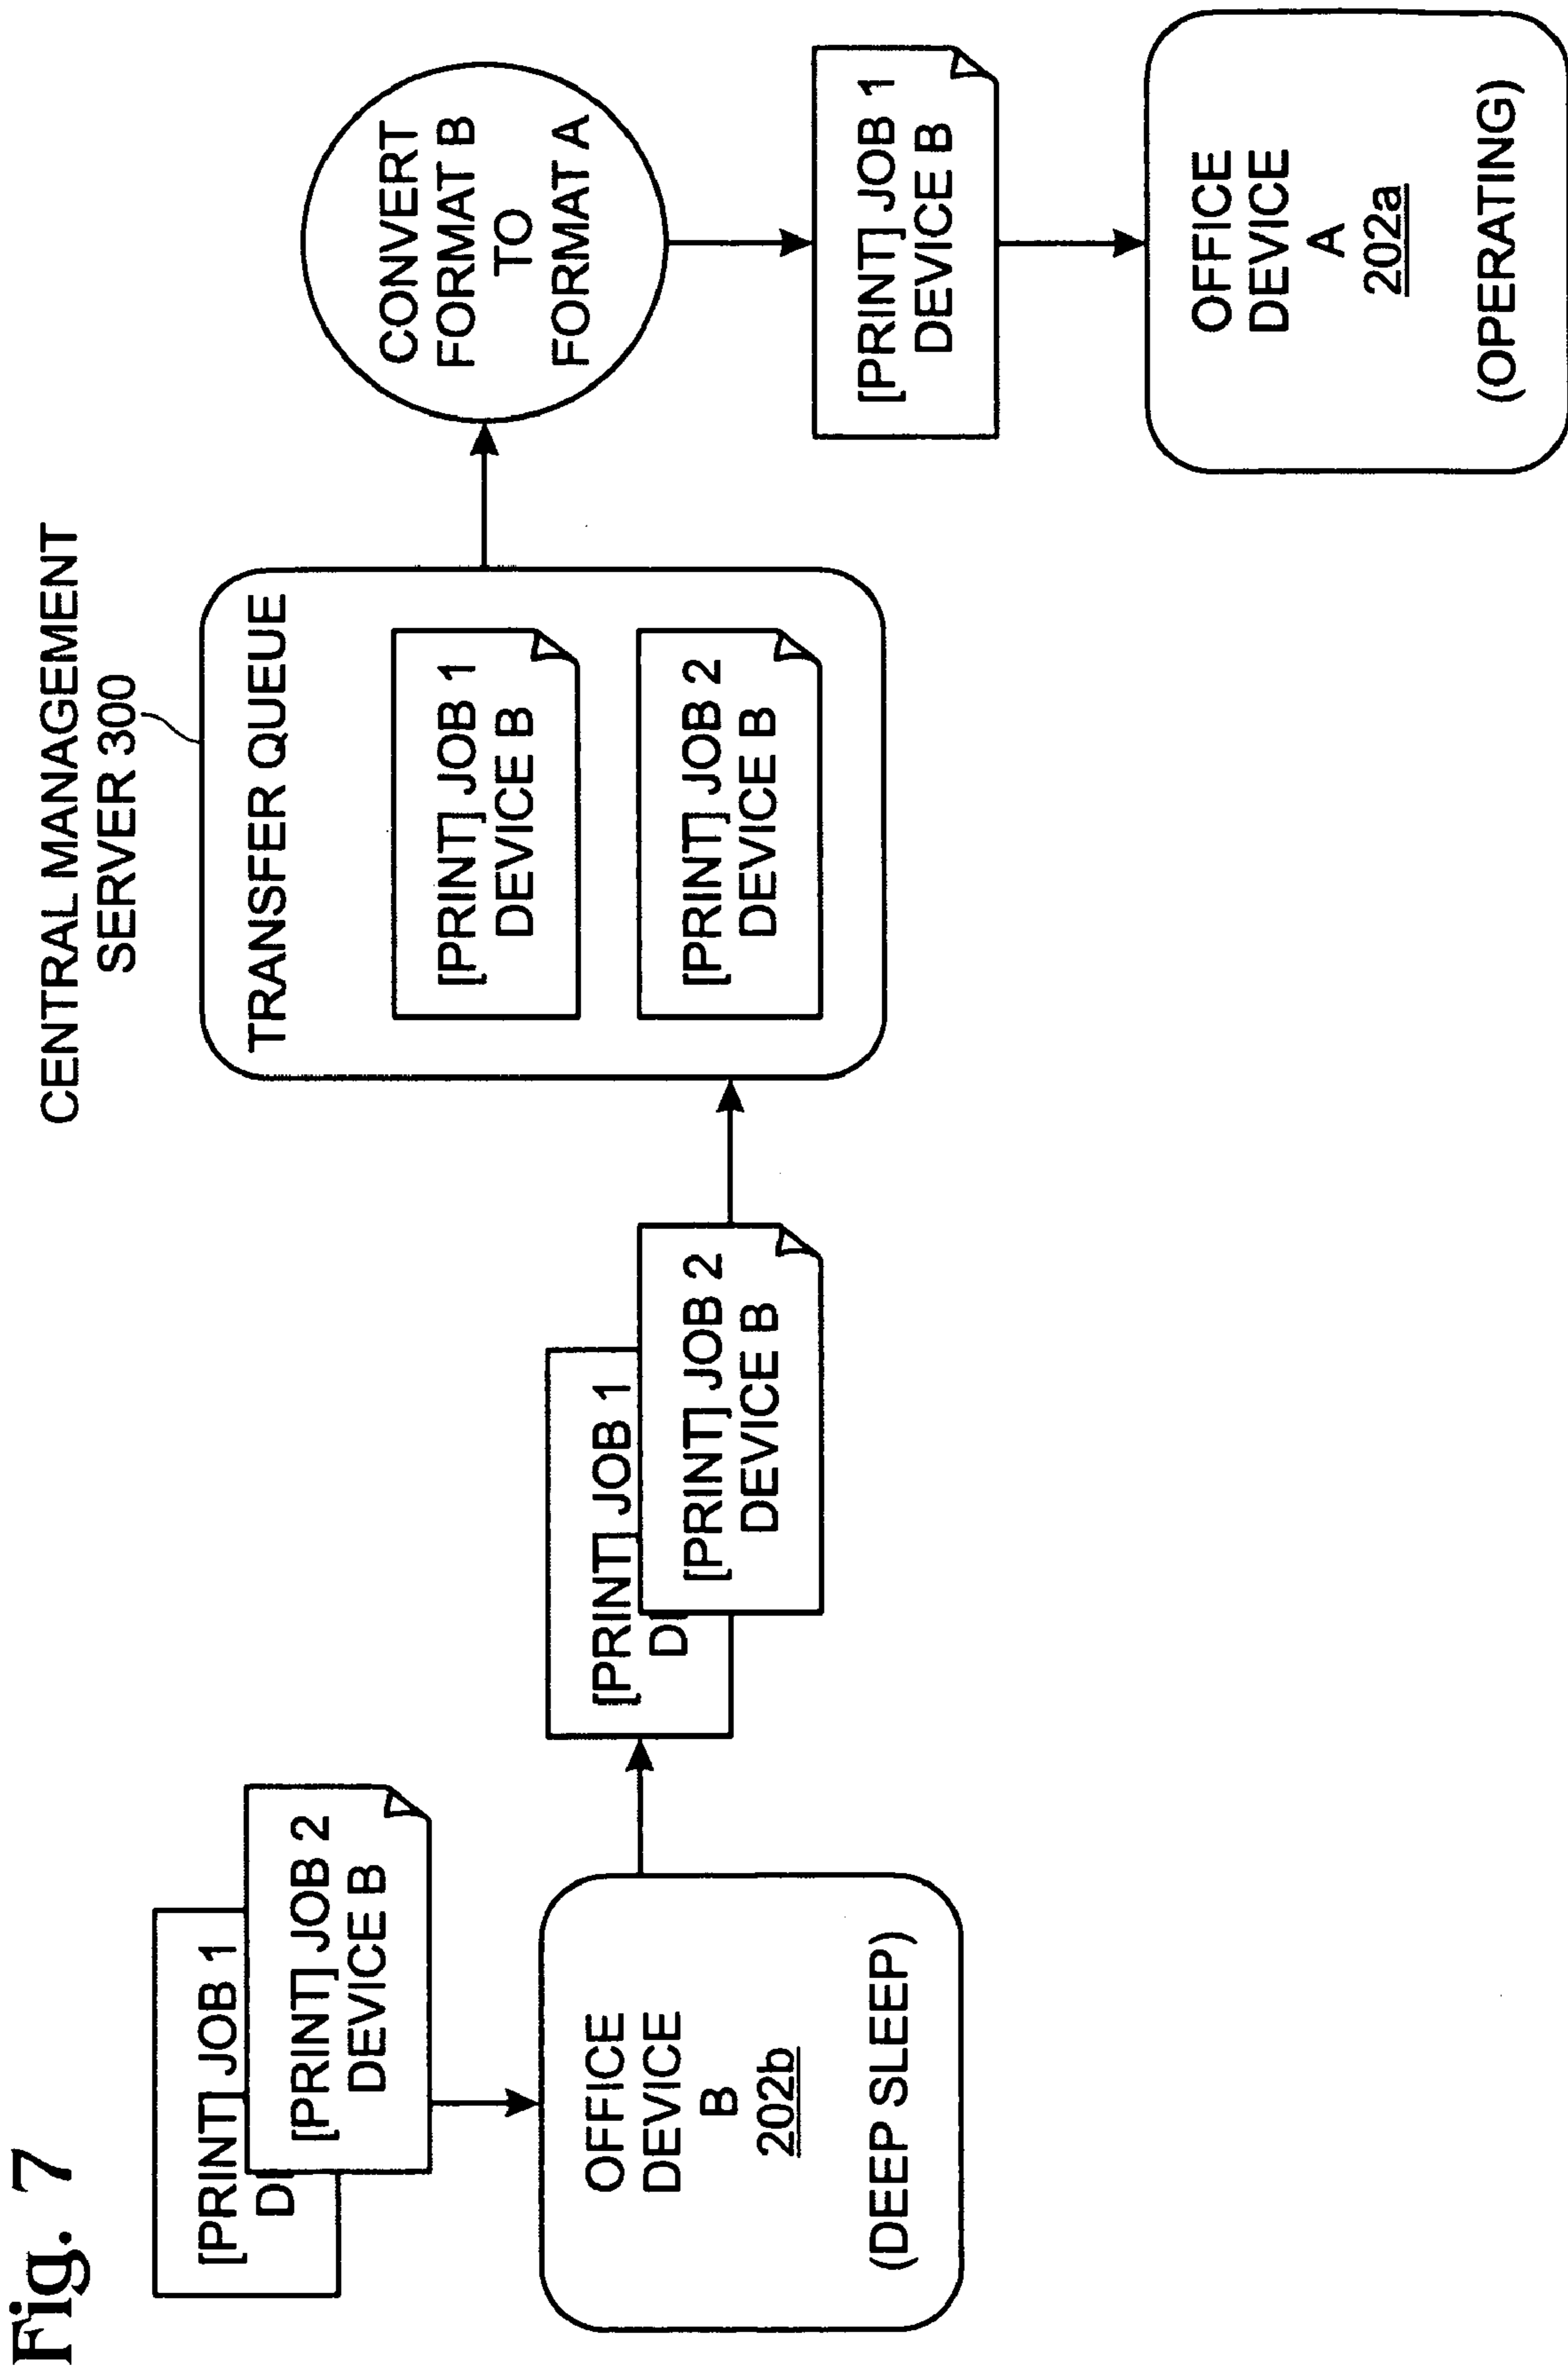 Fig. 7
[PRINT] JOB 1
D
[PRINT] JOB 2
DEVICE B
OFFICE
DEVICE
B
202b
(DEEP SLEEP)
[PRINT] JOB 1
D
[PRINT] JOB 2
DEVICE B
CENTRAL MANAGEMENT
SERVER 300
TRANSFER QUEUE
[PRINT] JOB 1
DEVICE B
[PRINT] JOB 2
DEVICE B
CONVERT
FORMAT B
TO
FORMAT A
[PRINT] JOB 1
DEVICE B
OFFICE
DEVICE
A
202a
(OPERATING)